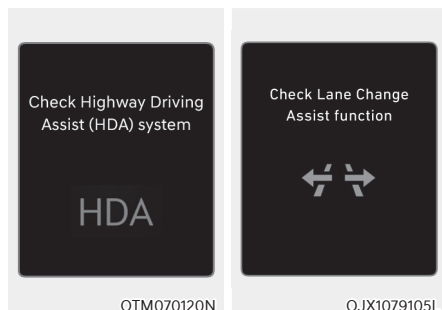 Check Highway Driving
Assist (HDA) system
HDA
OTM070120N
Check Lane Change
Assist function
OJX1079105L